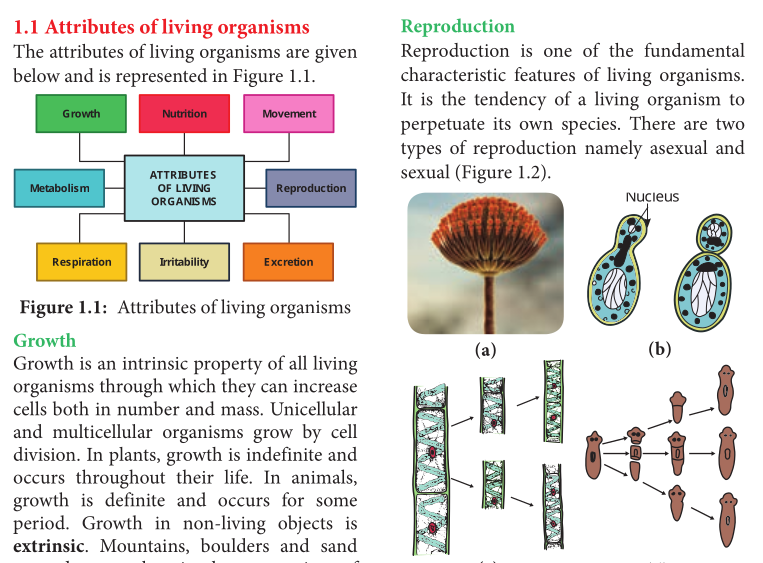 1.1 Attributes of living organisms
The attributes of living organisms are given
below and is represented in Figure 1.1.
Growth
Nutrition
Movement
Metabolism
ATTRIBUTES
OF LIVING
ORGANISMS
Reproduction
Respiration
Irritability
Excretion
Figure 1.1: Attributes of living organisms
Growth
Growth is an intrinsic property of all living
organisms through which they can increase
cells both in number and mass. Unicellular
and multicellular organisms grow by cell
division. In plants, growth is indefinite and
occurs throughout their life. In animals,
growth is definite and occurs for some
period. Growth in non-living objects is
extrinsic. Mountains, boulders and sand
Reproduction
Reproduction is one of the fundamental
characteristic features of living organisms.
It is the tendency of a living organism to
perpetuate its own species. There are two
types of reproduction namely asexual and
sexual (Figure 1.2).
Nucleus
(a)
(b)